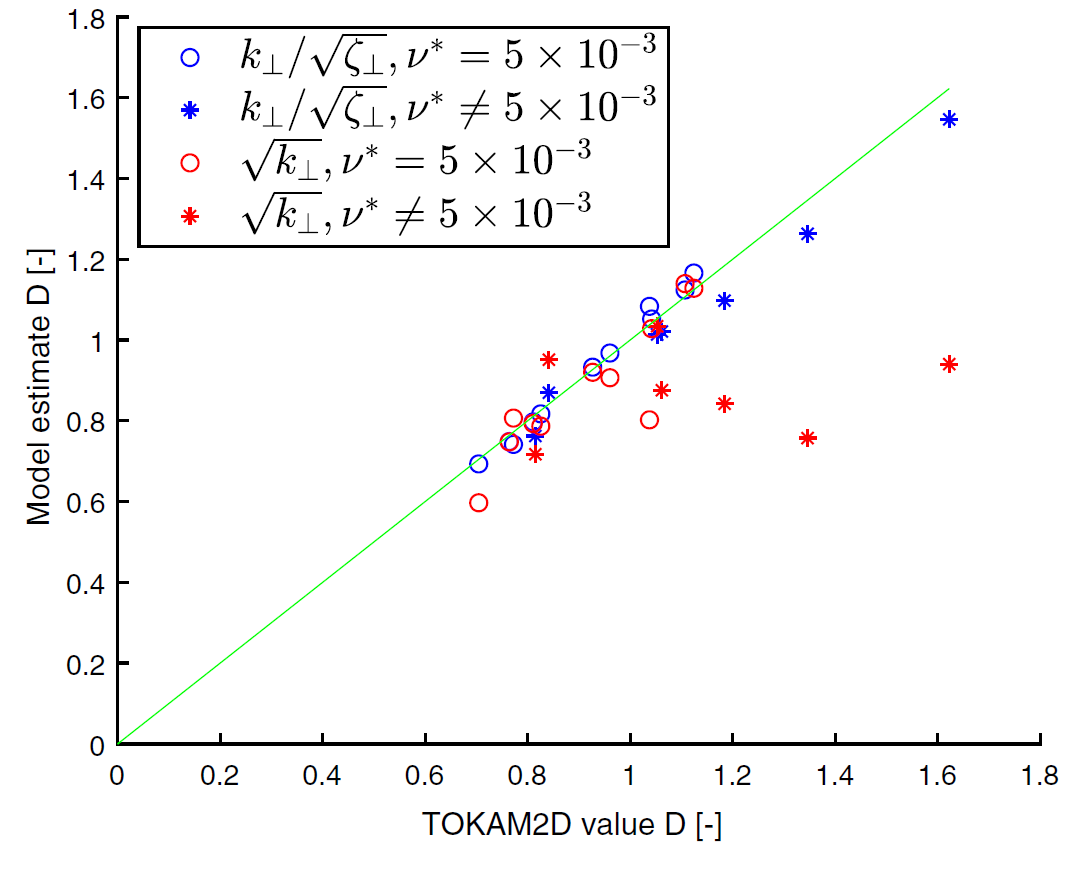 1.8
k⊥/√ζ⊥, ν* = 5 × 10⁻³
k⊥/√ζ⊥, ν* ≠ 5 × 10⁻³
√k⊥, ν* = 5 × 10⁻³
√k⊥, ν* ≠ 5 × 10⁻³
1.6
1.4
1.2
1
0.8
0.6
0.4
0.2
0
Model estimate D [-]
0 0.2 0.4 0.6 0.8 1 1.2 1.4 1.6 1.8
TOKAM2D value D [-]